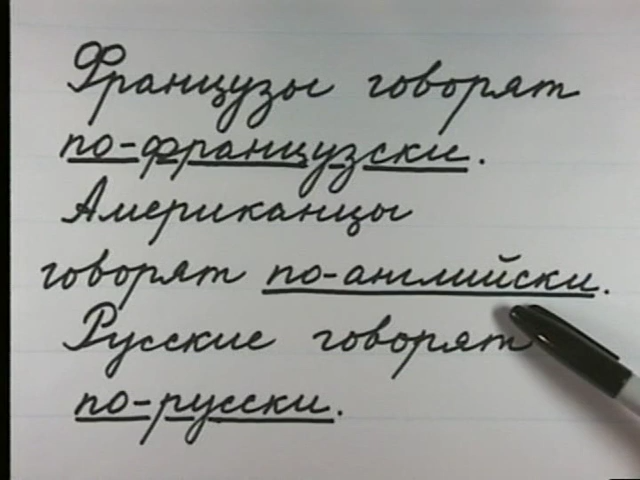 Французы говорят
по-французски.
Американцы
говорят по-английски.
Русские говорят
по-русски.